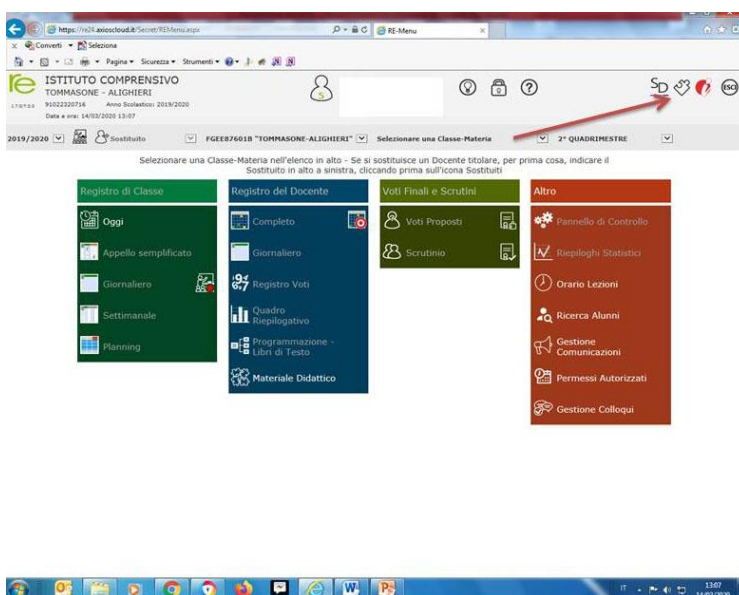 https://re24.axioscloud.it/Secret/REMenu.aspx
RE-Menu
x Converti Seleziona
Pagina Sicurezza Strumenti
re
ISTITUTO COMPRENSIVO
TOMMASONE - ALIGHIERI
91022320716 Anno Scolastico: 2019/2020
Data e ora: 14/03/2020 13:07
S
SD
ESCI
2019/2020 Sostituito FGEE87601B "TOMMASONE-ALIGHIERI" Selezionare una Classe-Materia 2° QUADRIMESTRE
Selezionare una Classe-Materia nell'elenco in alto - Se si sostituisce un Docente titolare, per prima cosa, indicare il
Sostituito in alto a sinistra, cliccando prima sull'icona Sostituiti
Registro di Classe
Oggi
Appello semplificato
Giornaliero
Settimanale
Planning
Registro del Docente
Completo
Giornaliero
Registro Voti
Quadro
Riepilogativo
Programmazione -
Libri di Testo
Materiale Didattico
Voti Finali e Scrutini
Voti Proposti
Scrutinio
Altro
Pannello di Controllo
Riepiloghi Statistici
Orario Lezioni
Ricerca Alunni
Gestione
Comunicazioni
Permessi Autorizzati
Gestione Colloqui
IT
13:07
14/03/2020